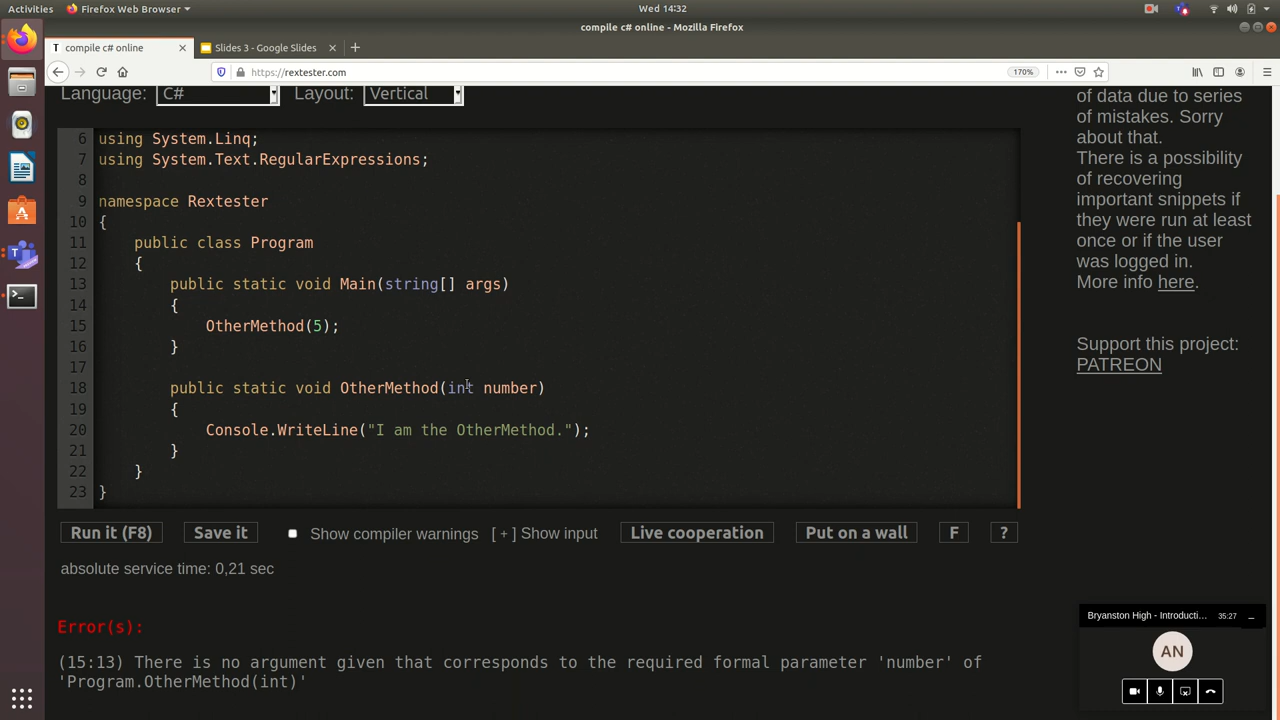 Activities
Firefox Web Browser
Wed 14:32
compile c# online - Mozilla Firefox
T compile c# online
Slides 3 - Google Slides
https://rextester.com
170%
Language: C# Layout: Vertical
6 using System.Linq;
7 using System.Text.RegularExpressions;
8
9 namespace Rextester
10 {
11 public class Program
12 {
13 public static void Main(string[] args)
14 {
15 OtherMethod(5);
16 }
17
18 public static void OtherMethod(int number)
19 {
20 Console.WriteLine("I am the OtherMethod.");
21 }
22 }
23 }
Run it (F8) Save it Show compiler warnings [ + ] Show input Live cooperation Put on a wall F ?
absolute service time: 0,21 sec
Error(s):
(15:13) There is no argument given that corresponds to the required formal parameter 'number' of
'Program.OtherMethod(int)'
of data due to series
of mistakes. Sorry
about that.
There is a possibility
of recovering
important snippets if
they were run at least
once or if the user
was logged in.
More info here.
Support this project:
PATREON
Bryanston High - Introducti... 35:27
AN